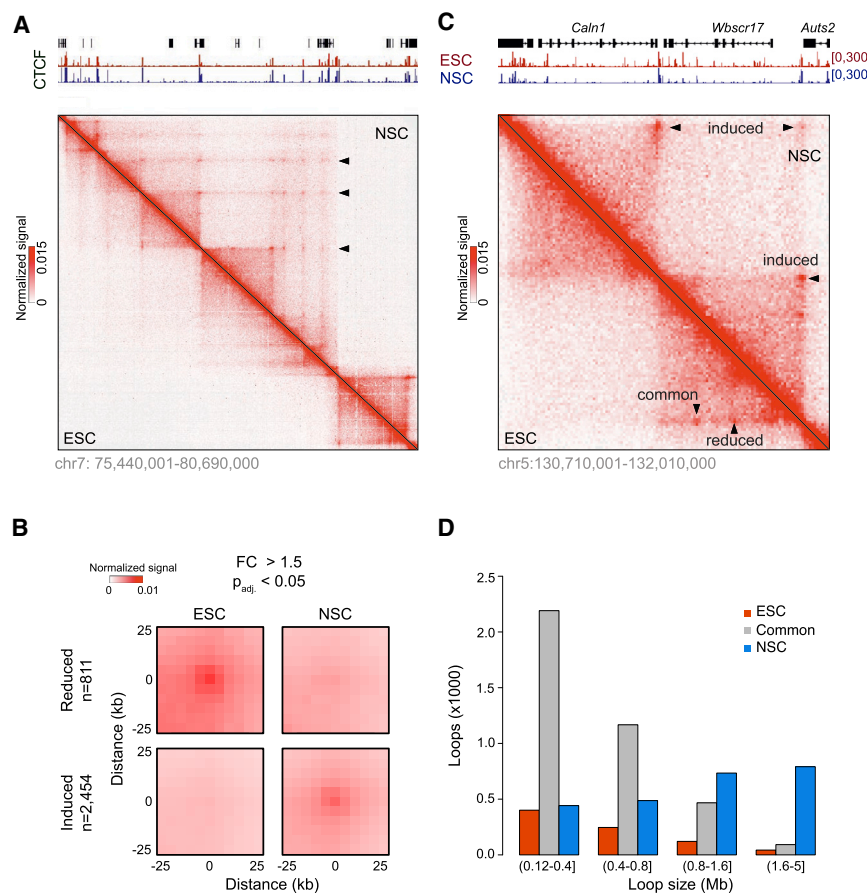 A
CTCF
NSC
ESC
Normalized signal
0
0.015
chr7: 75,440,001-80,690,000
C
Caln1
Wbscr17
Auts2
ESC
[0,300
NSC
[0,300
induced
NSC
induced
common
reduced
ESC
Normalized signal
0
0.015
chr5:130,710,001-132,010,000
B
Normalized signal
0
0.01
FC > 1.5
padj. < 0.05
ESC
NSC
Reduced
n=811
Induced
n=2,454
Distance (kb)
25
0
-25
25
0
-25
-25
0
25
-25
0
25
Distance (kb)
D
Loops (x1000)
2.5
2.0
1.5
1.0
0.5
0.0
ESC
Common
NSC
(0.12-0.4]
(0.4-0.8]
(0.8-1.6]
(1.6-5]
Loop size (Mb)